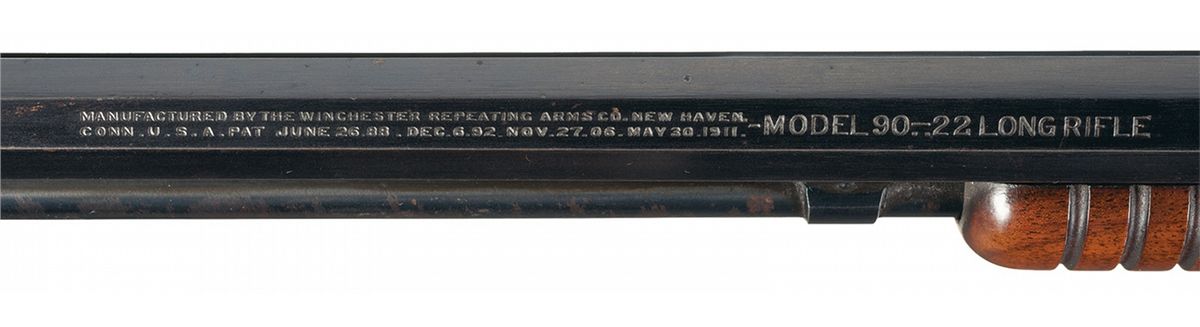 MANUFACTURED BY THE WINCHESTER REPEATING ARMS CO. NEW HAVEN.
CONN. U.S.A. PAT JUNE 26.88. DEC. 6.92. NOV. 27.06. MAY 30.1911. -MODEL 90-22 LONG RIFLE